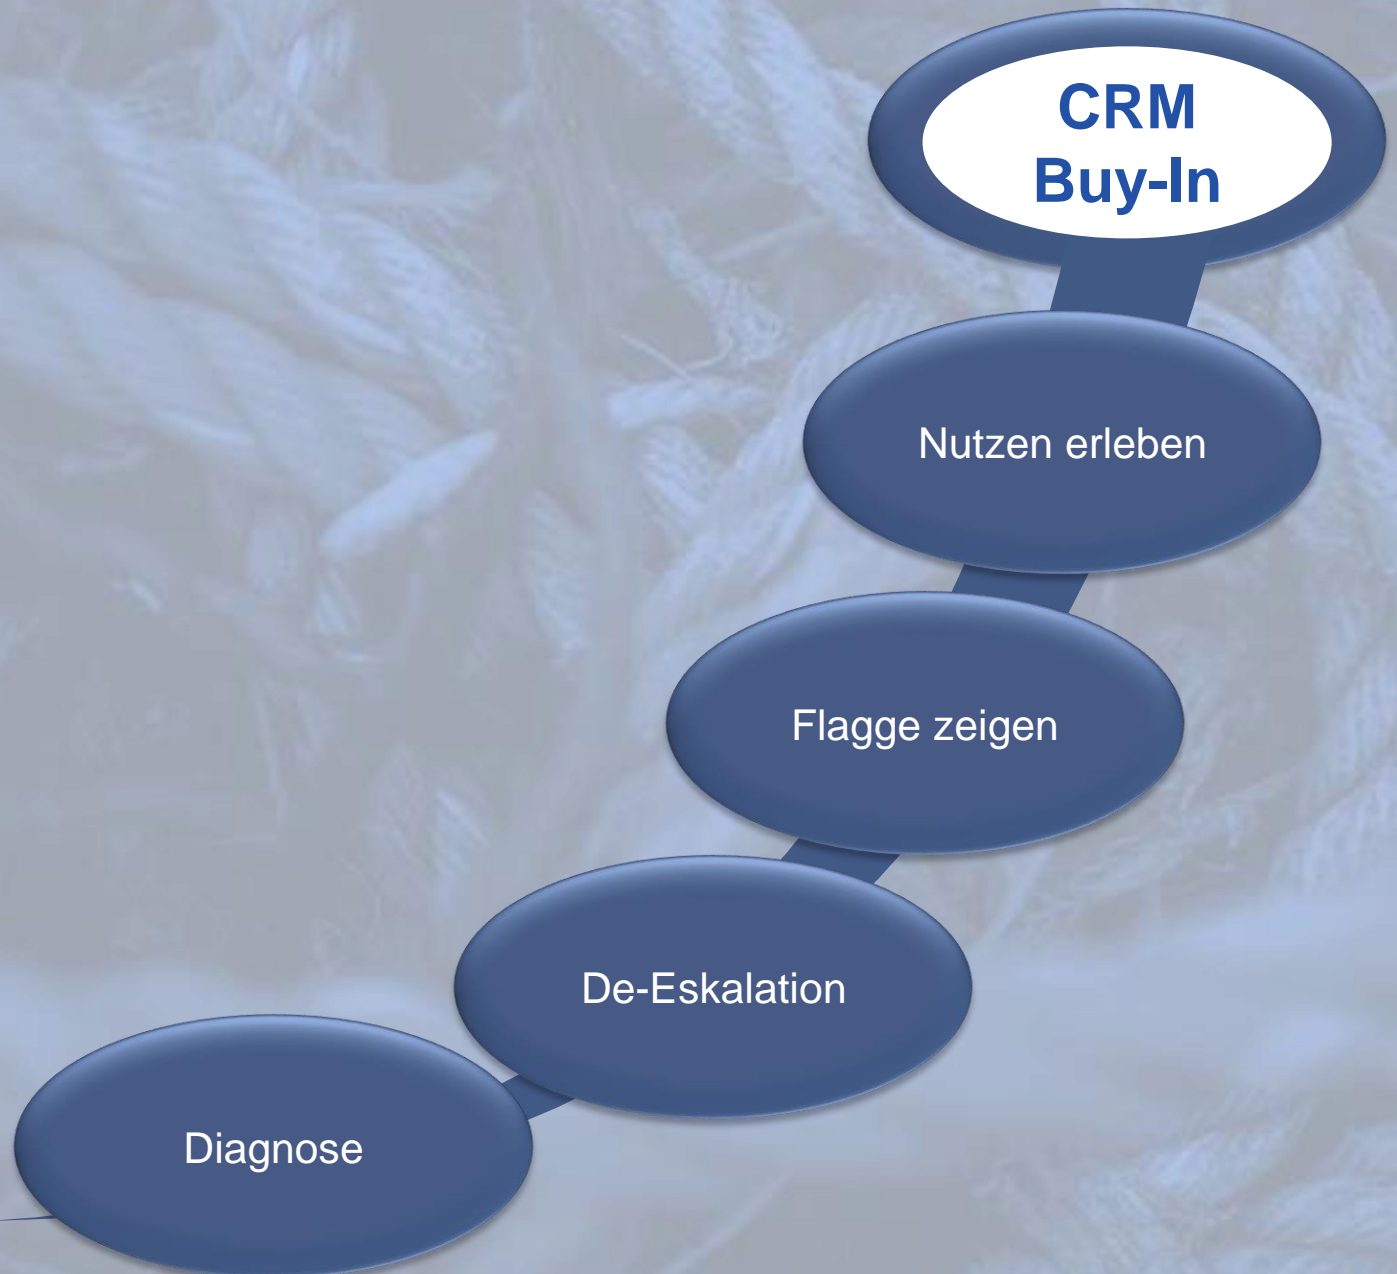 CRM
Buy-In
Nutzen erleben
Flagge zeigen
De-Eskalation
Diagnose